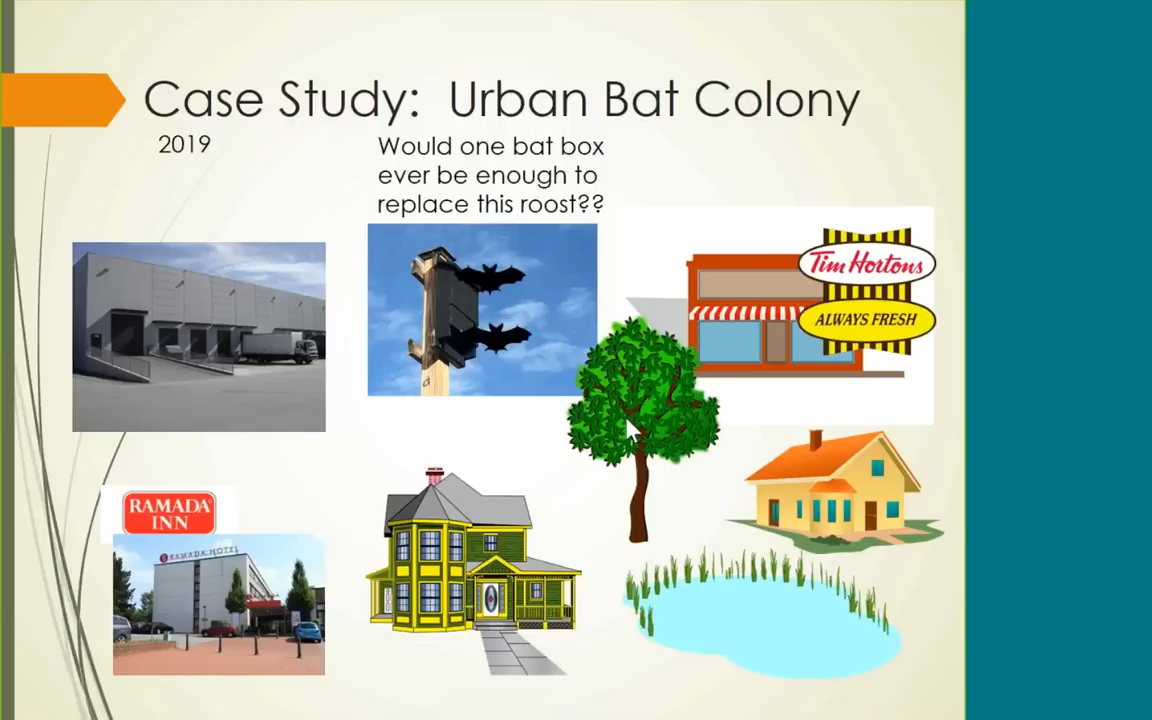 Case Study: Urban Bat Colony
2019
Would one bat box
ever be enough to
replace this roost??
Tim Hortons
ALWAYS FRESH
RAMADA
INN
RAMADA HOTEL